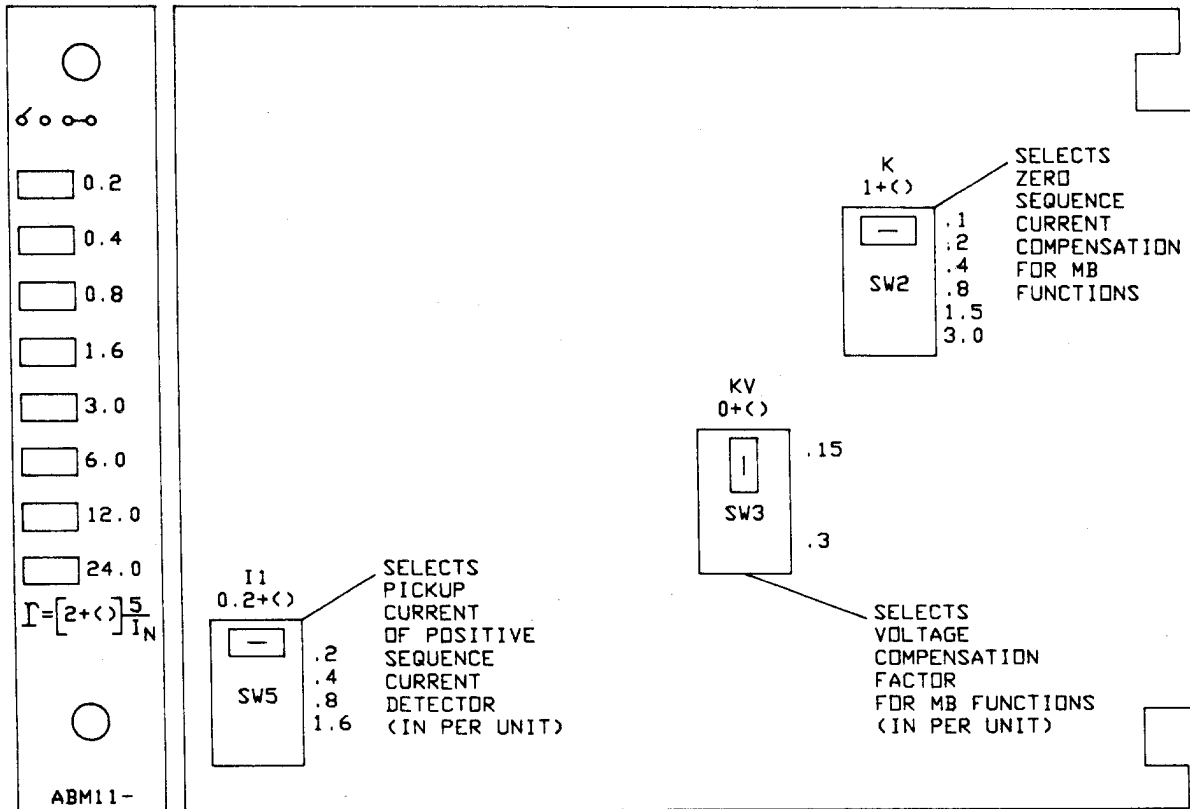 0.2
0.4
0.8
1.6
3.0
6.0
12.0
24.0
Γ=[2+()]5/IN
ABM11-
K
1+()
SW2
.1
.2
.4
.8
1.5
3.0
SELECTS
ZERO
SEQUENCE
CURRENT
COMPENSATION
FOR MB
FUNCTIONS
KV
0+()
SW3
.15
.3
SELECTS
VOLTAGE
COMPENSATION
FACTOR
FOR MB FUNCTIONS
(IN PER UNIT)
I1
0.2+()
SW5
.2
.4
.8
1.6
SELECTS
PICKUP
CURRENT
OF POSITIVE
SEQUENCE
CURRENT
DETECTOR
(IN PER UNIT)